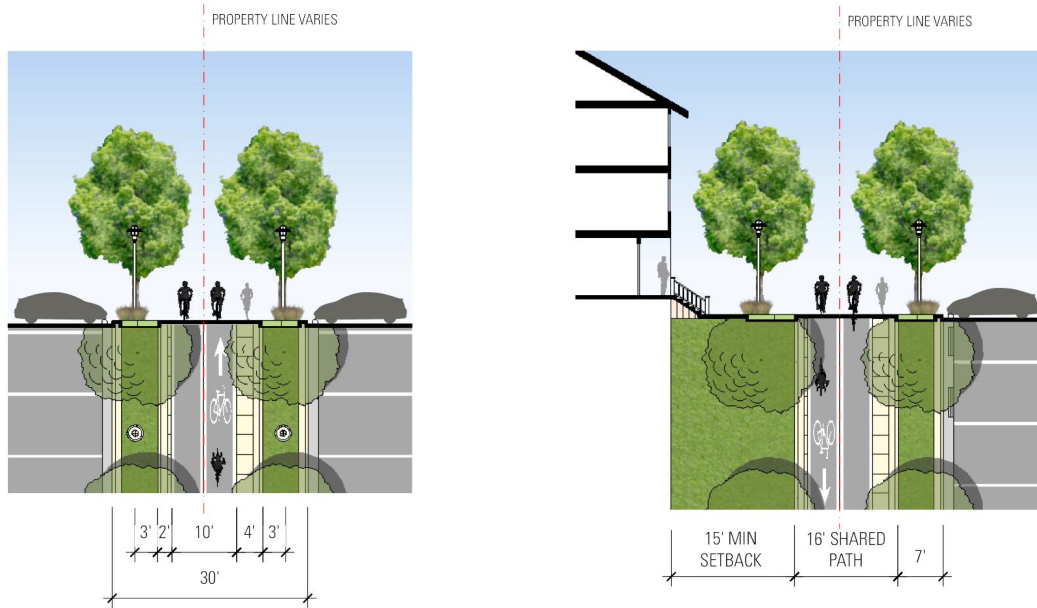 PROPERTY LINE VARIES
3' 2' 10' 4' 3'
30'
PROPERTY LINE VARIES
15' MIN
SETBACK
16' SHARED
PATH
7'